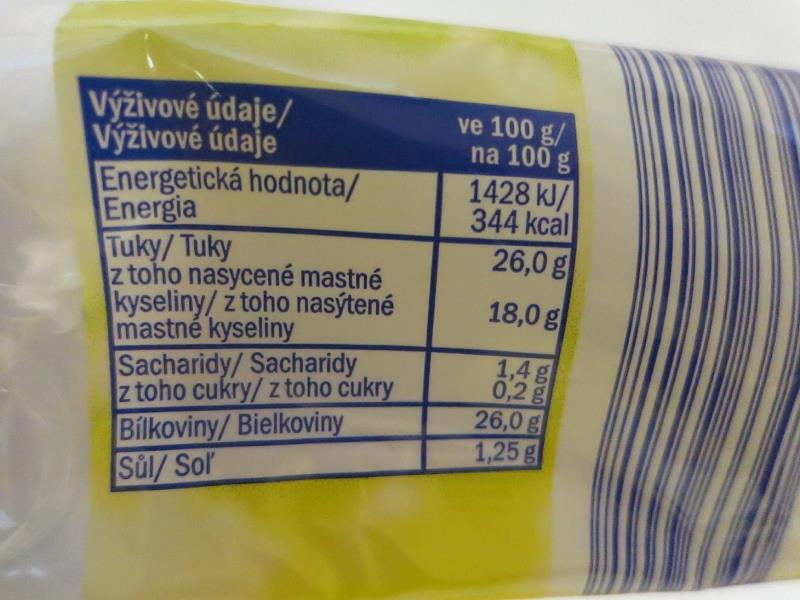 Výživové údaje/ ve 100 g/
Výživové údaje na 100 g
Energetická hodnota/ 1428 kJ/
Energia 344 kcal
Tuky/ Tuky 26,0 g
z toho nasycené mastné
kyseliny/ z toho nasýtené 18,0 g
mastné kyseliny
Sacharidy/ Sacharidy 1,4 g
z toho cukry/ z toho cukry 0,2 g
Bílkoviny/ Bielkoviny 26,0 g
Sůl/ Soľ 1,25 g